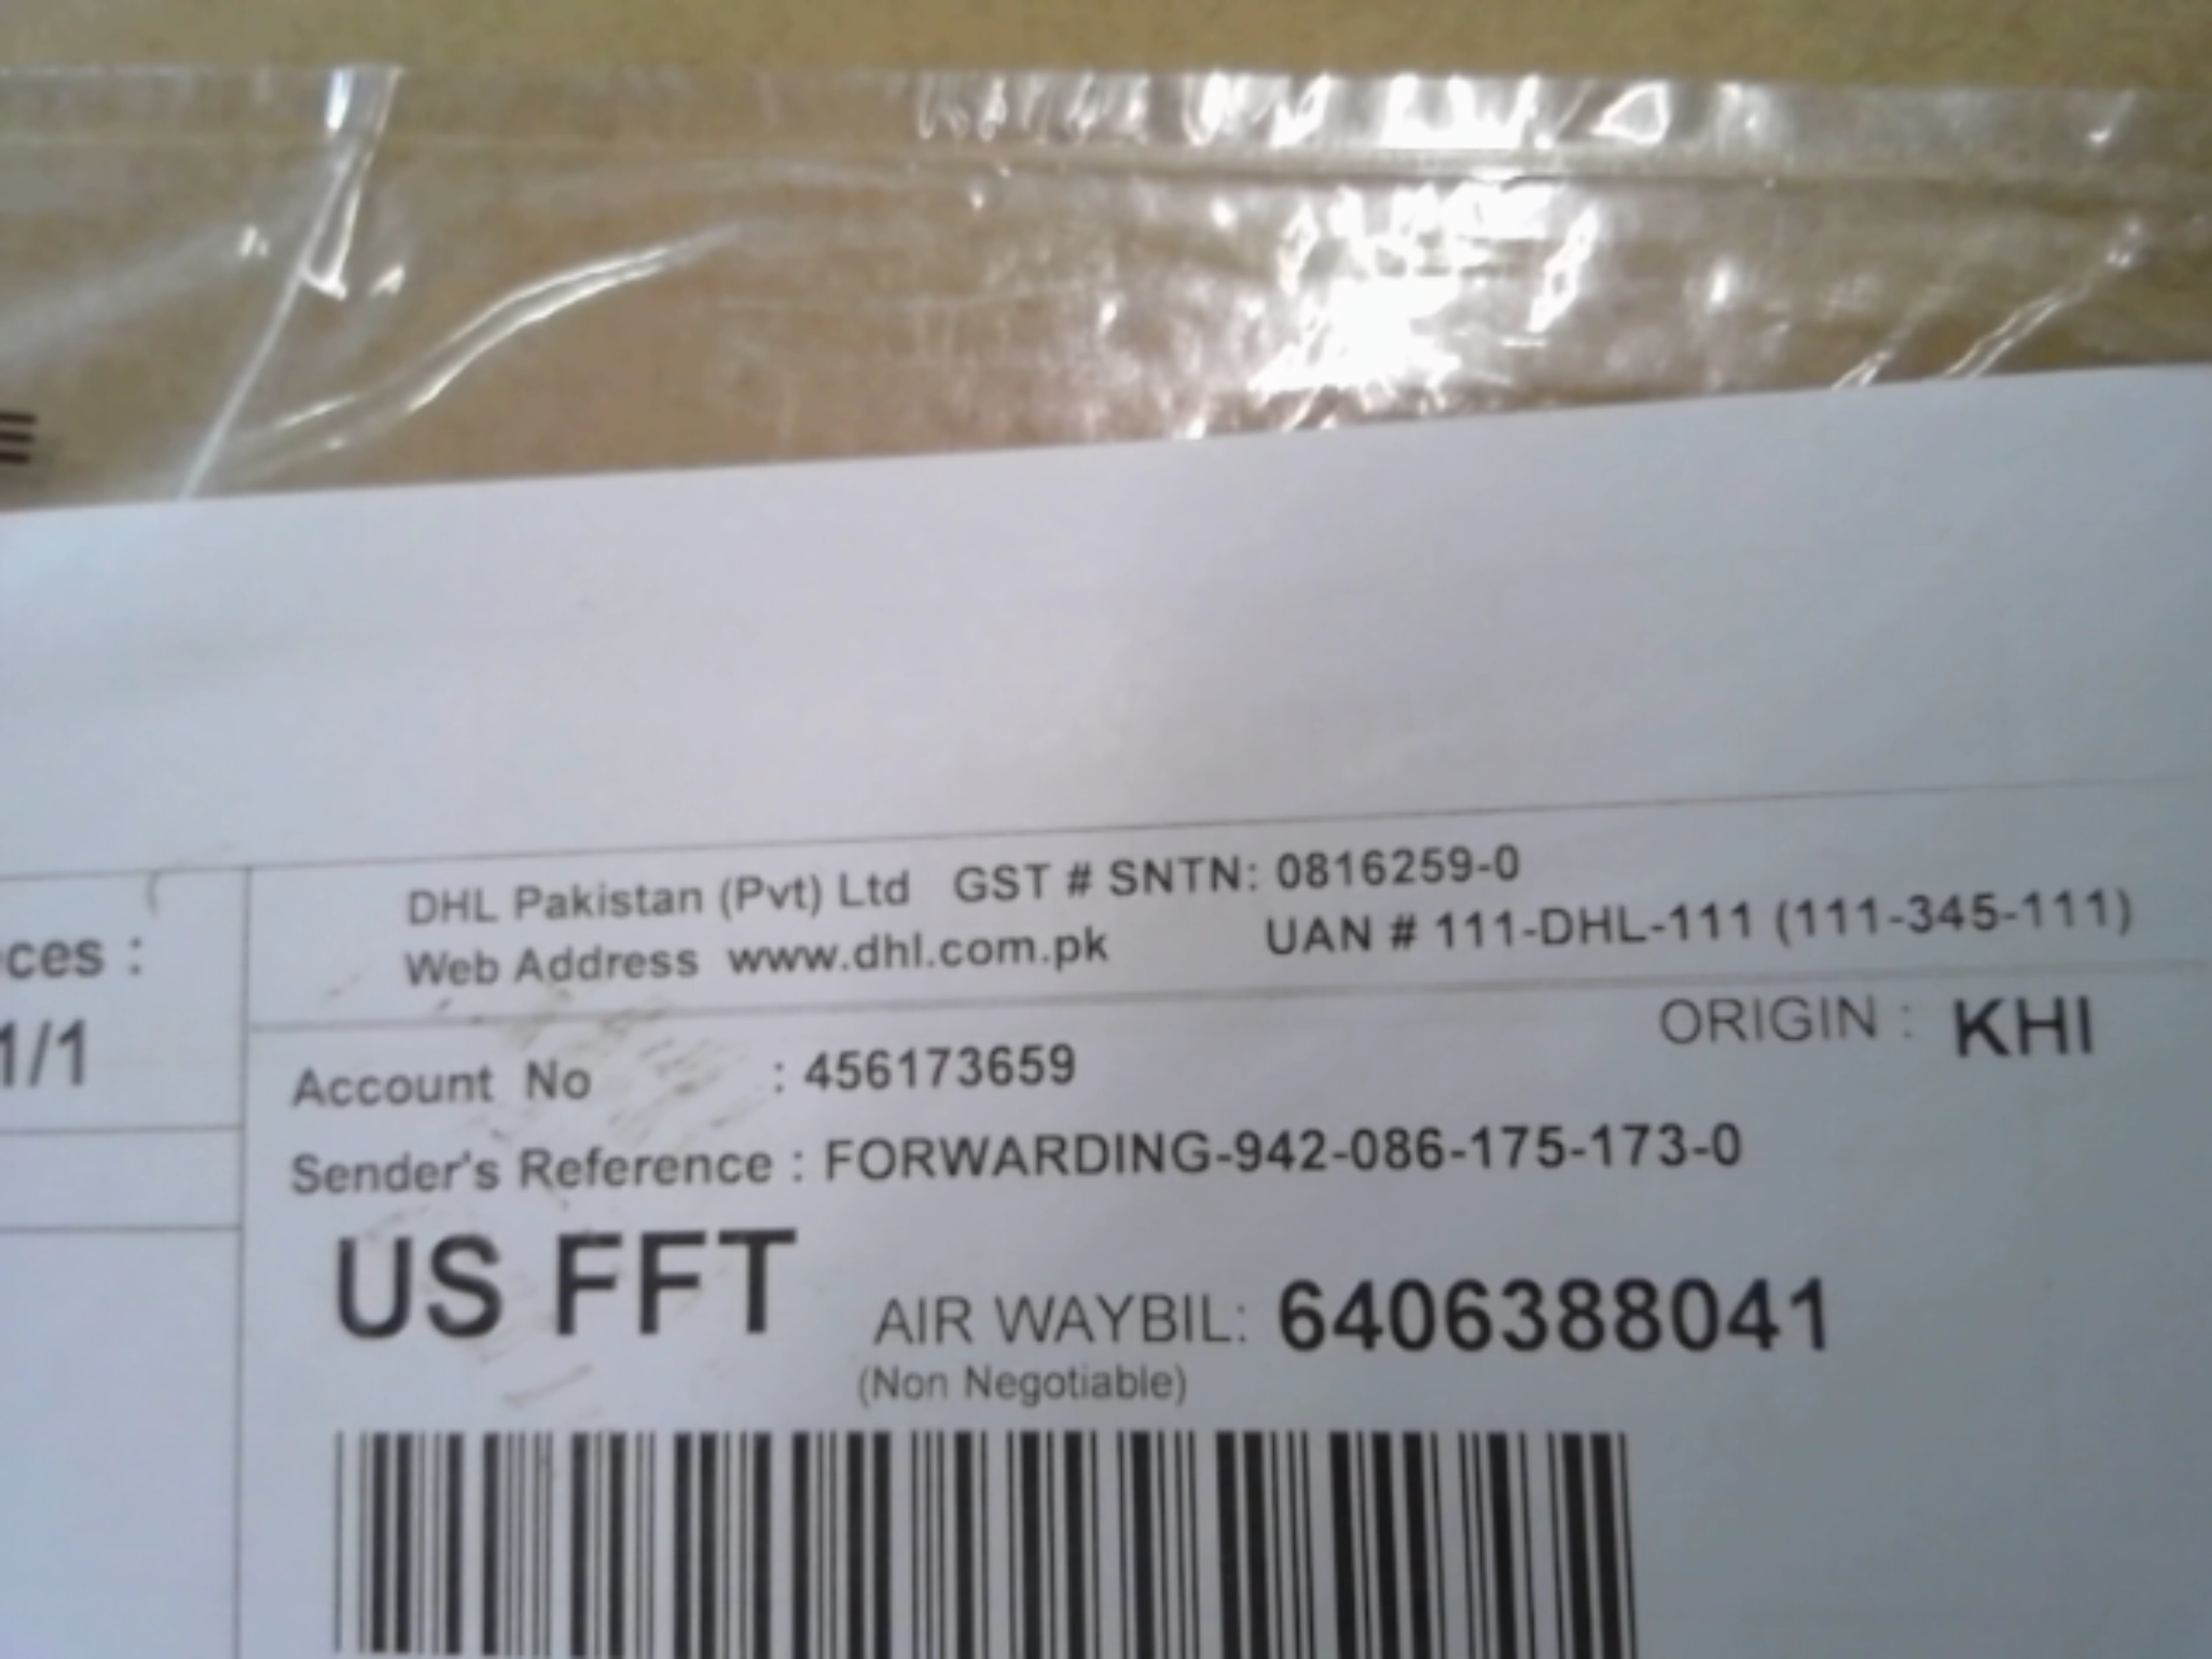 DHL Pakistan (Pvt) Ltd GST # SNTN: 0816259-0
Web Address www.dhl.com.pk UAN # 111-DHL-111 (111-345-111)
ces :
1/1
ORIGIN : KHI
Account No : 456173659
Sender's Reference : FORWARDING-942-086-175-173-0
US FFT AIR WAYBIL: 6406388041
(Non Negotiable)